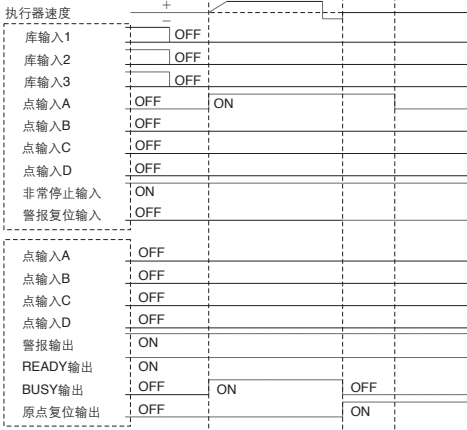 执行器速度 + −
库输入1 OFF
库输入2 OFF
库输入3 OFF
点输入A OFF ON
点输入B OFF
点输入C OFF
点输入D OFF
非常停止输入 ON
警报复位输入 OFF
点输入A OFF
点输入B OFF
点输入C OFF
点输入D OFF
警报输出 ON
READY输出 ON
BUSY输出 OFF ON OFF
原点复位输出 OFF ON